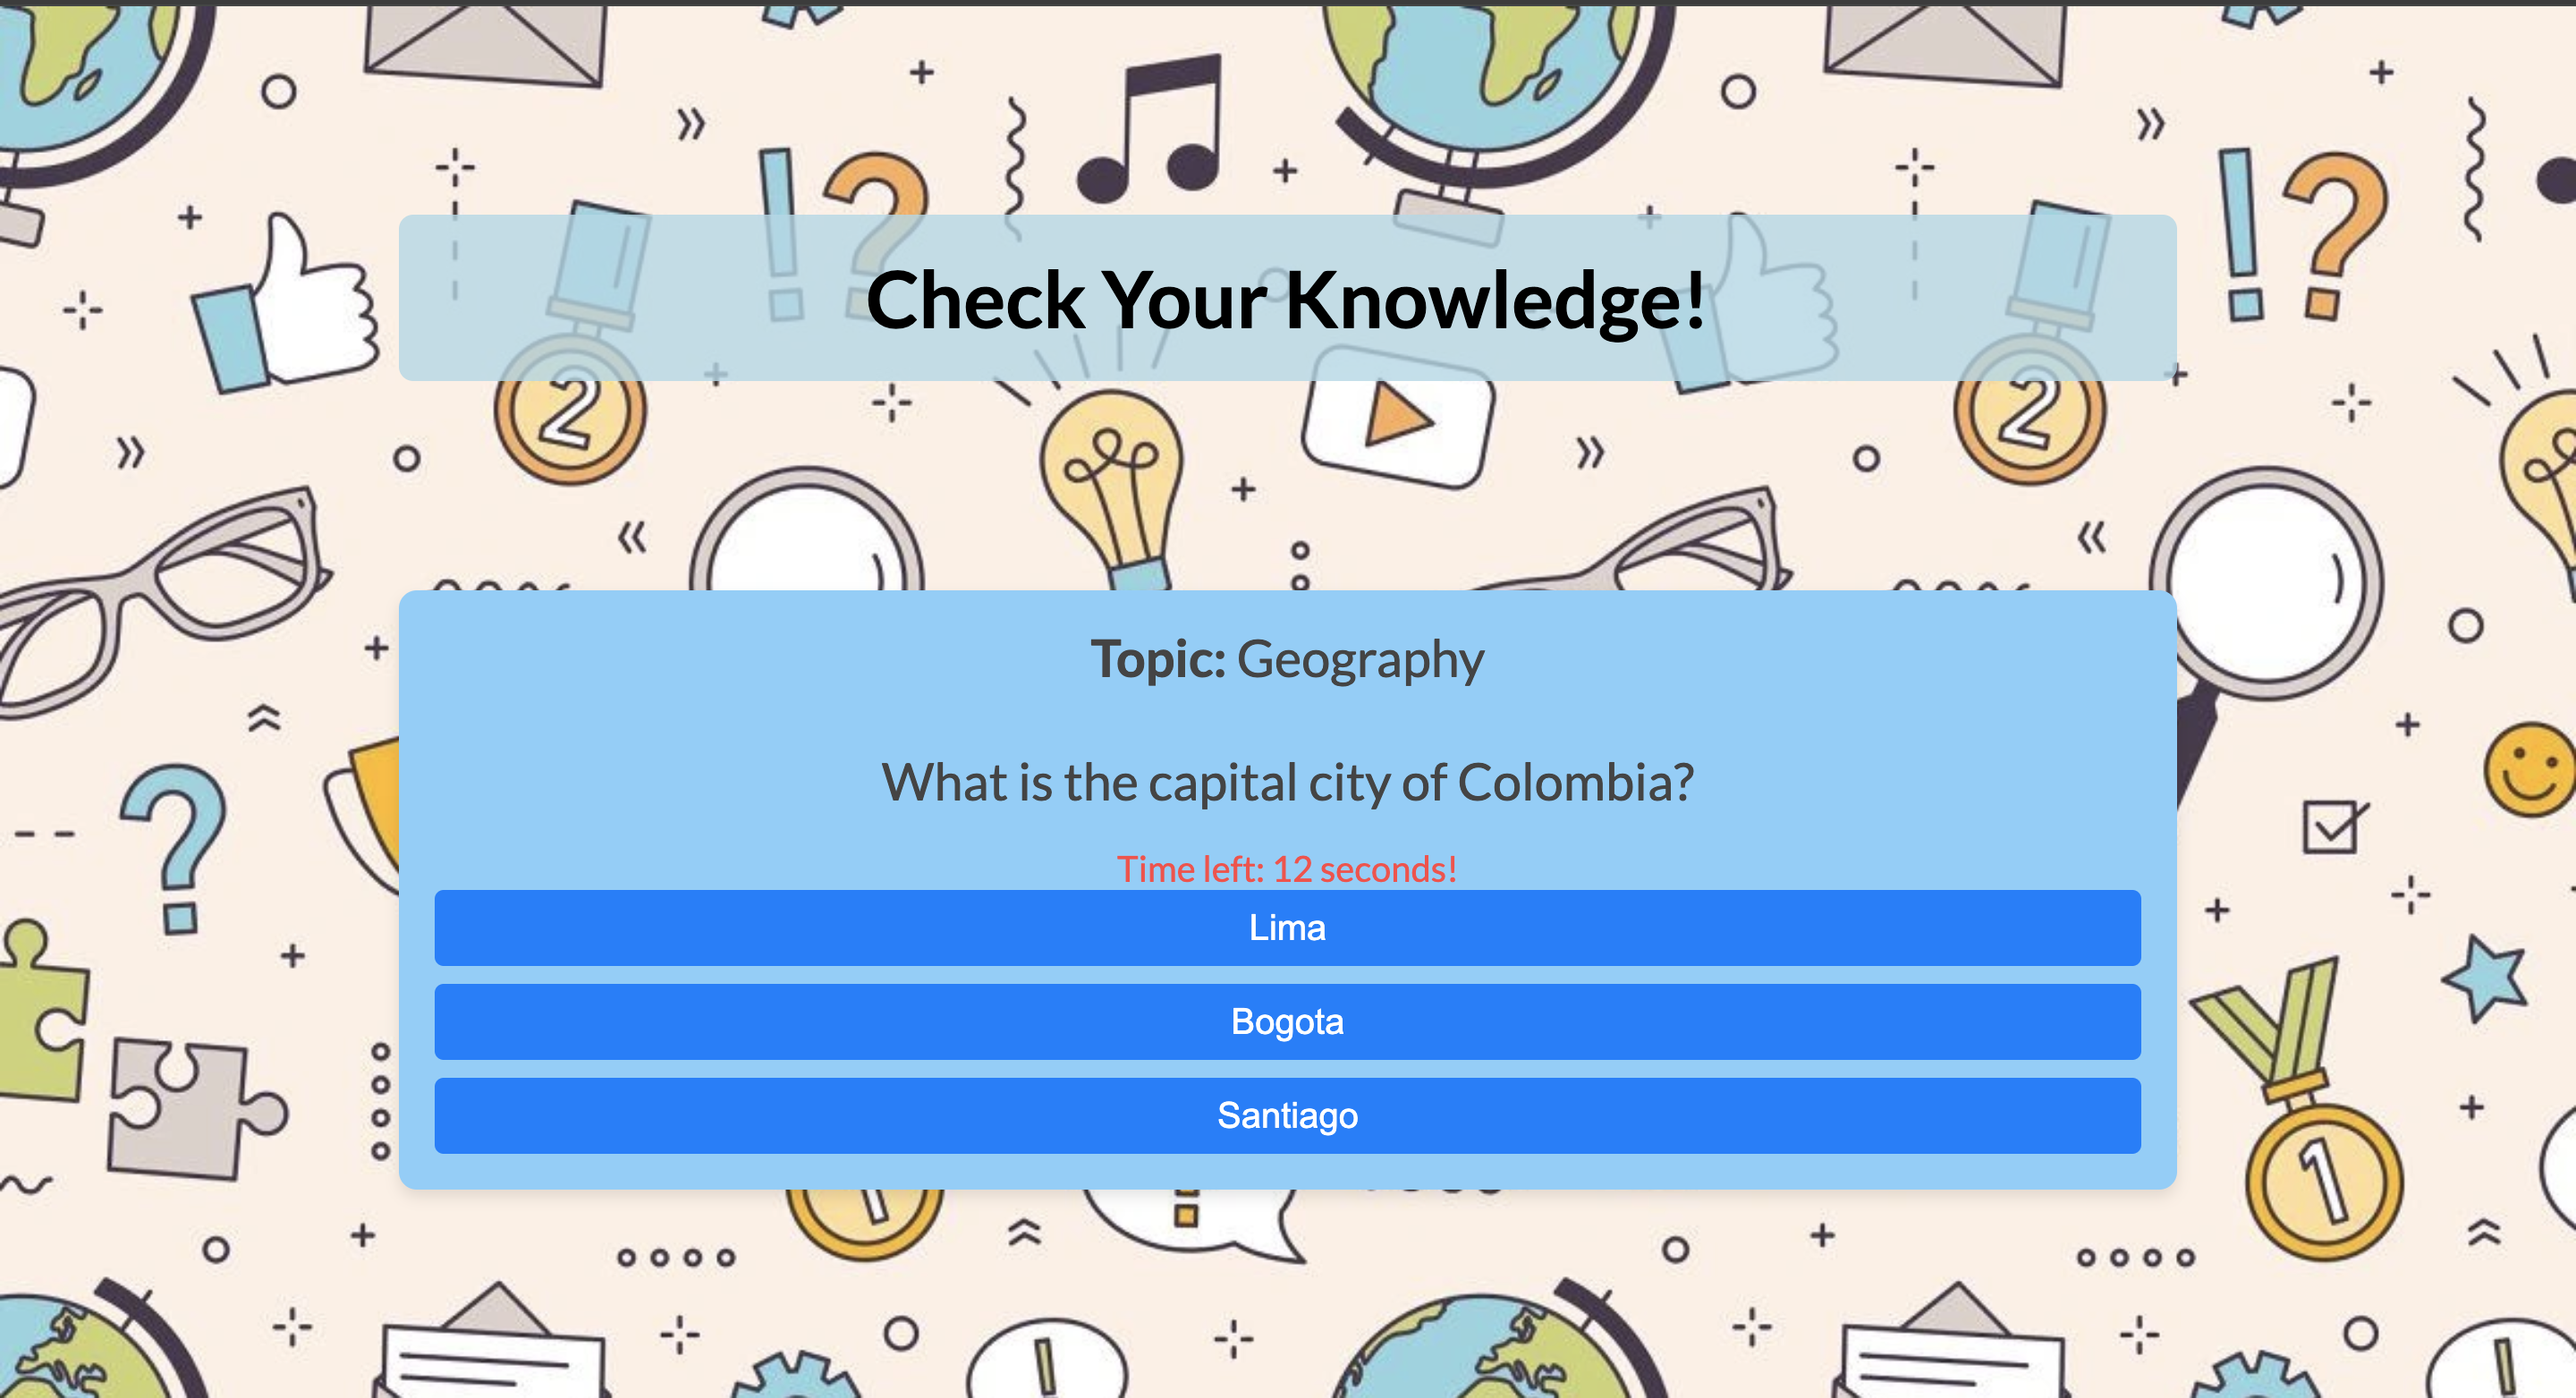 Check Your Knowledge!
Topic: Geography
What is the capital city of Colombia?
Time left: 12 seconds!
Lima
Bogota
Santiago